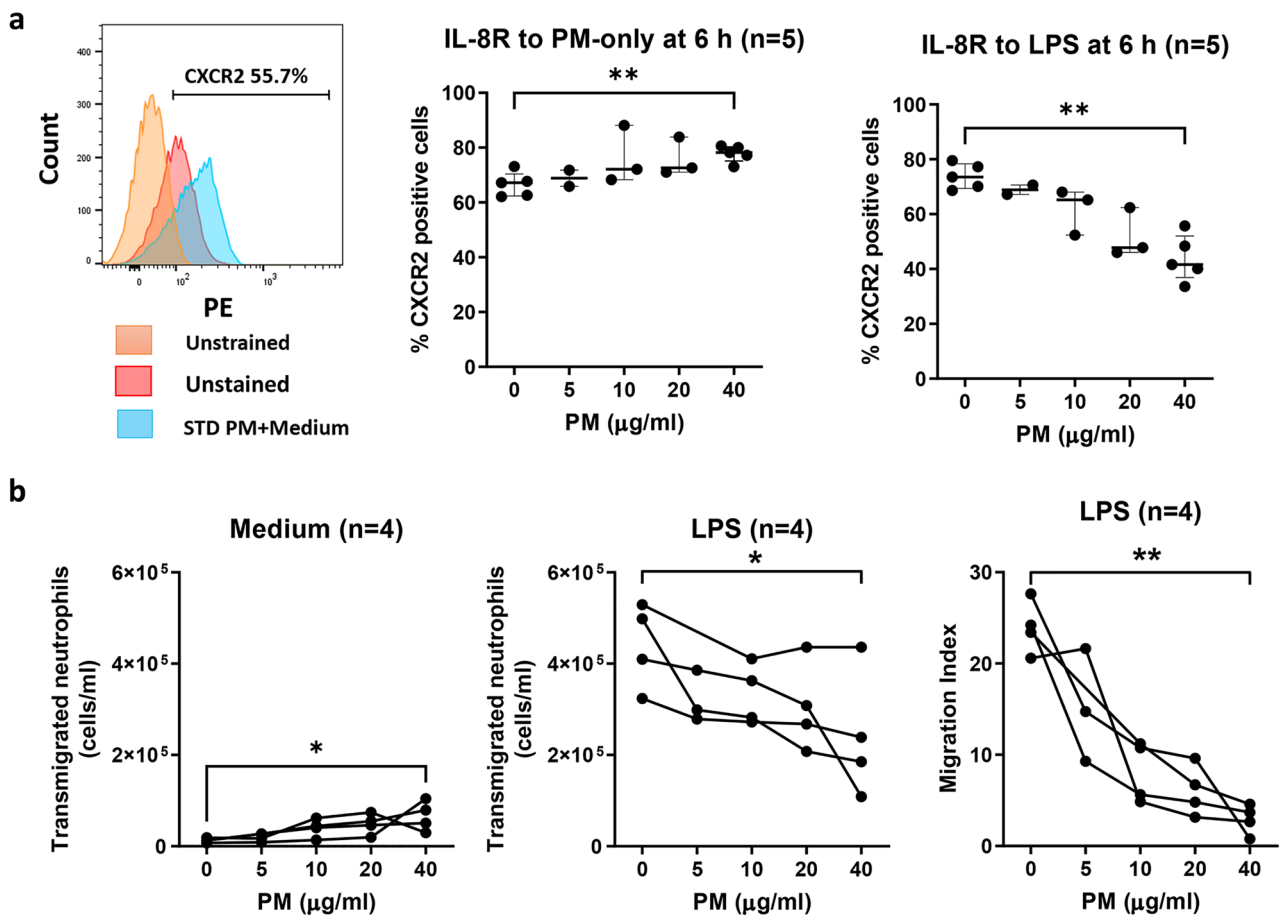 a
400
300
200
100
0
Count
CXCR2 55.7%
0
10²
10³
PE
Unstrained
Unstained
STD PM+Medium
IL-8R to PM-only at 6 h (n=5)
**
% CXCR2 positive cells
100
80
60
40
20
0
0 5 10 20 40
PM (μg/ml)
IL-8R to LPS at 6 h (n=5)
**
% CXCR2 positive cells
100
80
60
40
20
0
0 5 10 20 40
PM (μg/ml)
b
Medium (n=4)
*
Transmigrated neutrophils
(cells/ml)
6×10⁵
4×10⁵
2×10⁵
0
0 5 10 20 40
PM (μg/ml)
LPS (n=4)
*
Transmigrated neutrophils
(cells/ml)
6×10⁵
4×10⁵
2×10⁵
0
0 5 10 20 40
PM (μg/ml)
LPS (n=4)
**
Migration Index
30
20
10
0
0 5 10 20 40
PM (μg/ml)